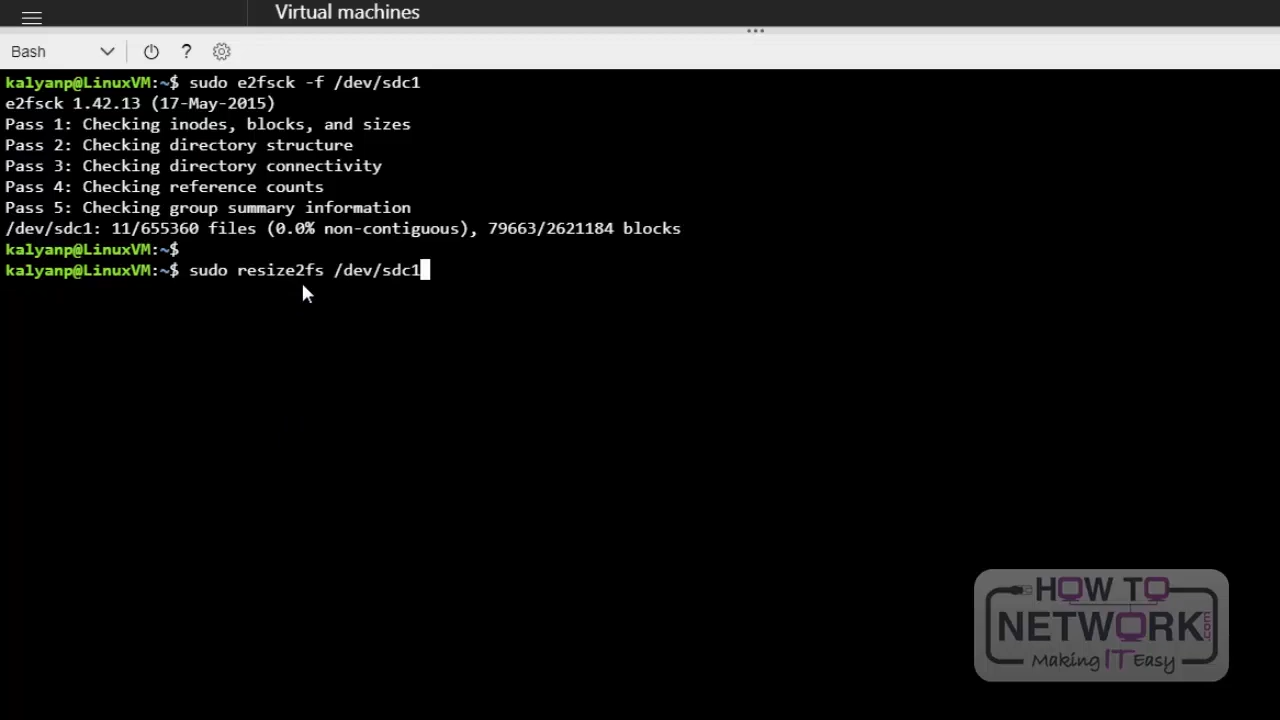 Virtual machines
Bash
?
kalyanp@LinuxVM:~$ sudo e2fsck -f /dev/sdc1
e2fsck 1.42.13 (17-May-2015)
Pass 1: Checking inodes, blocks, and sizes
Pass 2: Checking directory structure
Pass 3: Checking directory connectivity
Pass 4: Checking reference counts
Pass 5: Checking group summary information
/dev/sdc1: 11/655360 files (0.0% non-contiguous), 79663/2621184 blocks
kalyanp@LinuxVM:~$
kalyanp@LinuxVM:~$ sudo resize2fs /dev/sdc1
HOW TO
NETWORK.com
Making IT Easy